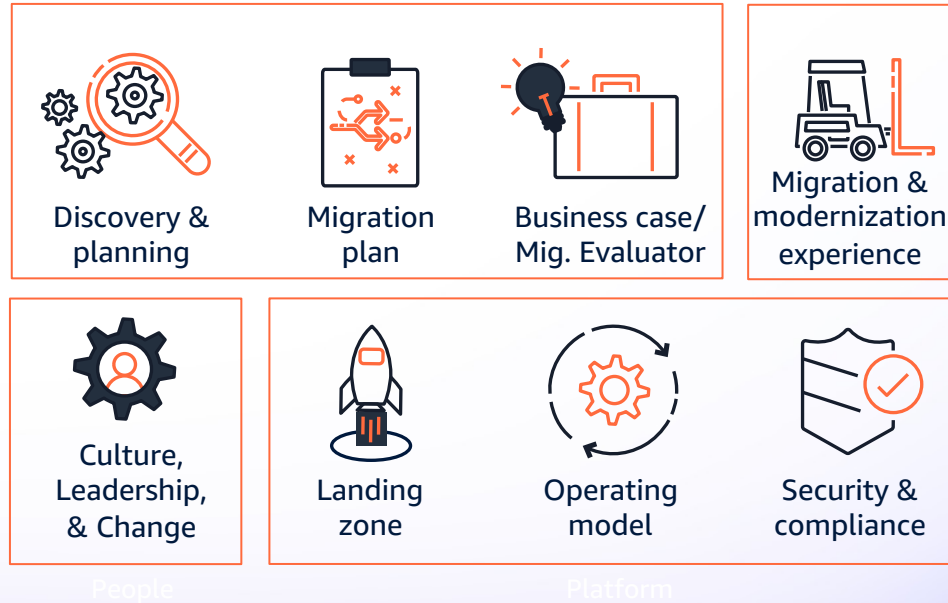 Discovery &
planning
Migration
plan
Business case/
Mig. Evaluator
Migration &
modernization
experience
Culture,
Leadership,
& Change
Landing
zone
Operating
model
Security &
compliance
People
Platform